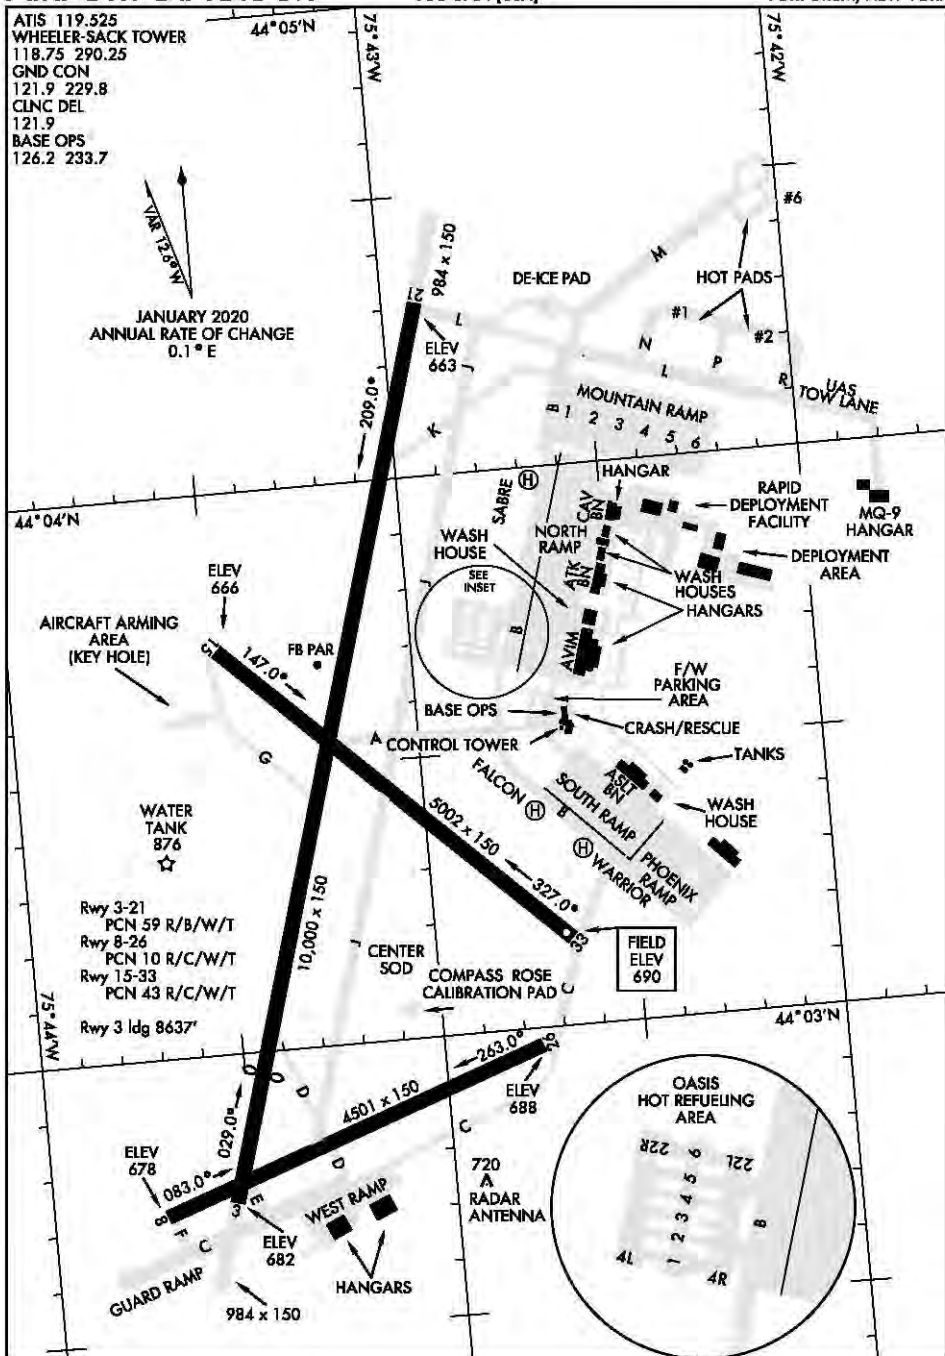 ATIS 119.525
WHEELER-SACK TOWER
118.75 290.25
GND CON
121.9 229.8
CLNC DEL
121.9
BASE OPS
126.2 233.7
44°05'N
75°43'W
75°42'W
VAR 12.6°W
JANUARY 2020
ANNUAL RATE OF CHANGE
0.1° E
21
984 x 150
ELEV
663
209.0°
DE-ICE PAD
M
#6
HOT PADS
#1
#2
L
J
K
N
L
P
R
UAS
TOW LANE
MOUNTAIN RAMP
B 1 2 3 4 5 6
44°04'N
SABRE
H
HANGAR
CAV
BN
RAPID
DEPLOYMENT
FACILITY
MQ-9
HANGAR
WASH
HOUSE
NORTH
RAMP
ATK
BN
WASH
HOUSES
DEPLOYMENT
AREA
SEE
INSET
B
HANGARS
AVIM
ELEV
666
AIRCRAFT ARMING
AREA
(KEY HOLE)
15
147.0°
FB PAR
J
F/W
PARKING
AREA
BASE OPS
CRASH/RESCUE
A
CONTROL TOWER
TANKS
G
FALCON
H
ASLT
BN
SOUTH RAMP
B
WASH
HOUSE
WATER
TANK
876
5002 x 150
H
WARRIOR
PHOENIX
RAMP
327.0°
33
FIELD
ELEV
690
10,000 x 150
Rwy 3-21
PCN 59 R/B/W/T
Rwy 8-26
PCN 10 R/C/W/T
Rwy 15-33
PCN 43 R/C/W/T
Rwy 3 ldg 8637'
J
CENTER
SOD
COMPASS ROSE
CALIBRATION PAD
C
75°44'W
44°03'N
263.0°
26
ELEV
688
D
4501 x 150
029.0°
ELEV
678
083.0°
8
F
C
3
E
D
C
ELEV
682
WEST RAMP
720
RADAR
ANTENNA
GUARD RAMP
984 x 150
HANGARS
OASIS
HOT REFUELING
AREA
22R
22L
1 2 3 4 5 6
B
4L
4R